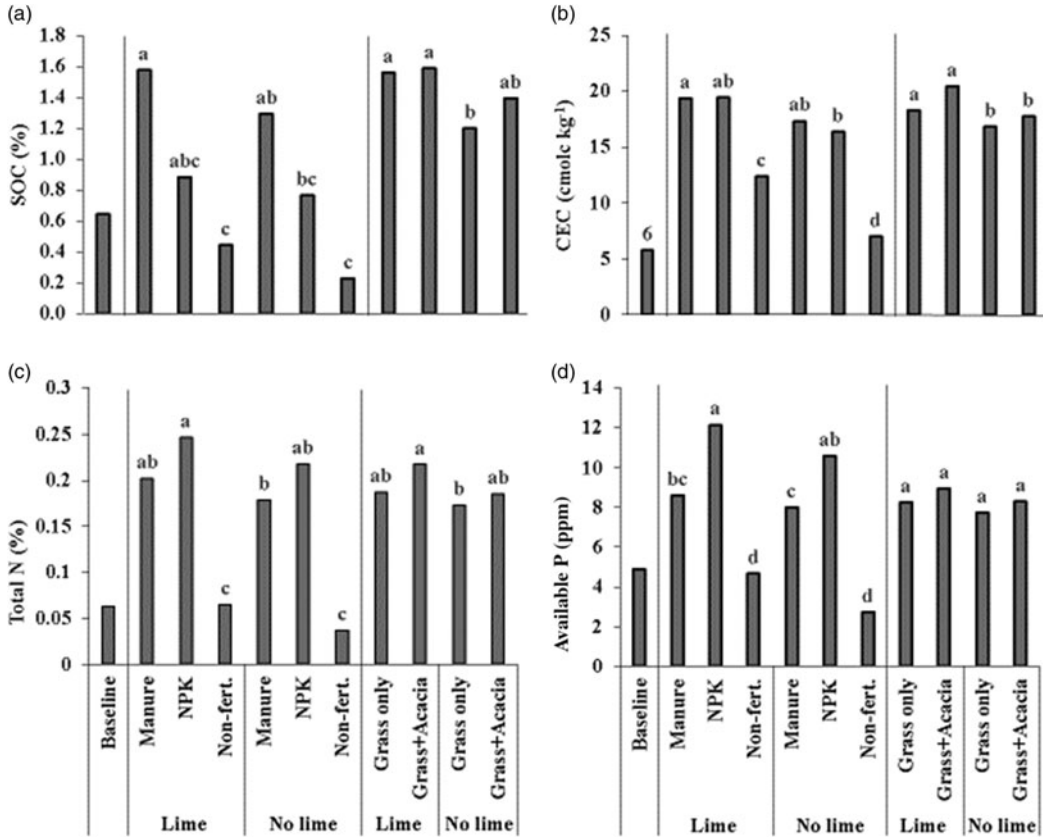 (a)
1.8
1.6
1.4
1.2
1.0
0.8
0.6
0.4
0.2
0.0
SOC (%)
a
abc
c
ab
bc
c
a
a
b
ab
(b)
25
20
15
10
5
0
CEC (cmolc kg⁻¹)
6
a
ab
c
ab
b
d
a
a
b
b
(c)
0.3
0.25
0.2
0.15
0.1
0.05
0
Total N (%)
ab
a
c
b
ab
c
ab
a
b
ab
Baseline
Manure
NPK
Non-fert.
Manure
NPK
Non-fert.
Grass only
Grass+Acacia
Grass only
Grass+Acacia
Lime
No lime
Lime
No lime
(d)
14
12
10
8
6
4
2
0
Available P (ppm)
bc
a
d
c
ab
d
a
a
a
a
Baseline
Manure
NPK
Non-fert.
Manure
NPK
Non-fert.
Grass only
Grass+Acacia
Grass only
Grass+Acacia
Lime
No lime
Lime
No lime